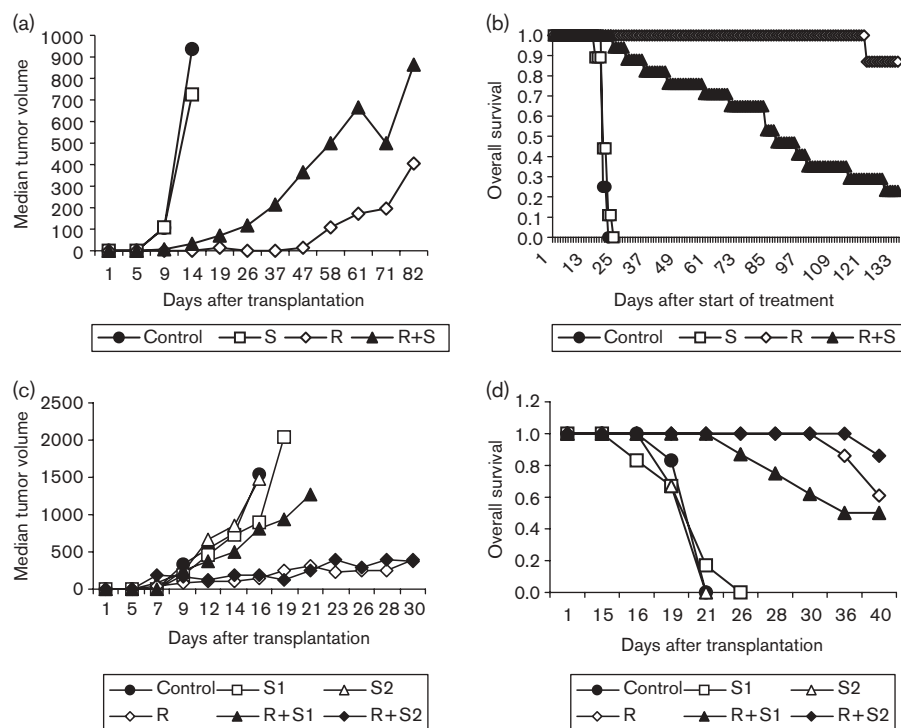 (a)
Median tumor volume
1000
900
800
700
600
500
400
300
200
100
0
1 5 9 14 19 26 37 47 58 61 71 82
Days after transplantation
Control S R R+S
(b)
Overall survival
1.0
0.9
0.8
0.7
0.6
0.5
0.4
0.3
0.2
0.1
0.0
1 13 25 37 49 61 73 85 97 109 121 133
Days after start of treatment
Control S R R+S
(c)
Median tumor volume
2500
2000
1500
1000
500
0
1 5 7 9 12 14 16 19 21 23 26 28 30
Days after transplantation
Control S1 S2
R R+S1 R+S2
(d)
Overall survival
1.2
1.0
0.8
0.6
0.4
0.2
0.0
1 15 16 19 21 26 28 30 36 40
Days after transplantation
Control S1 S2
R R+S1 R+S2